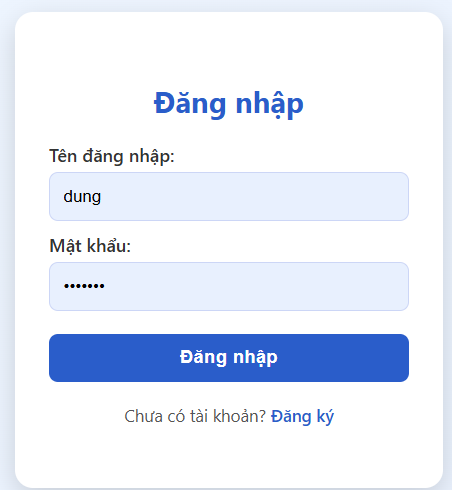 Đăng nhập
Tên đăng nhập:
dung
Mật khẩu:
•••••••
Đăng nhập
Chưa có tài khoản? Đăng ký